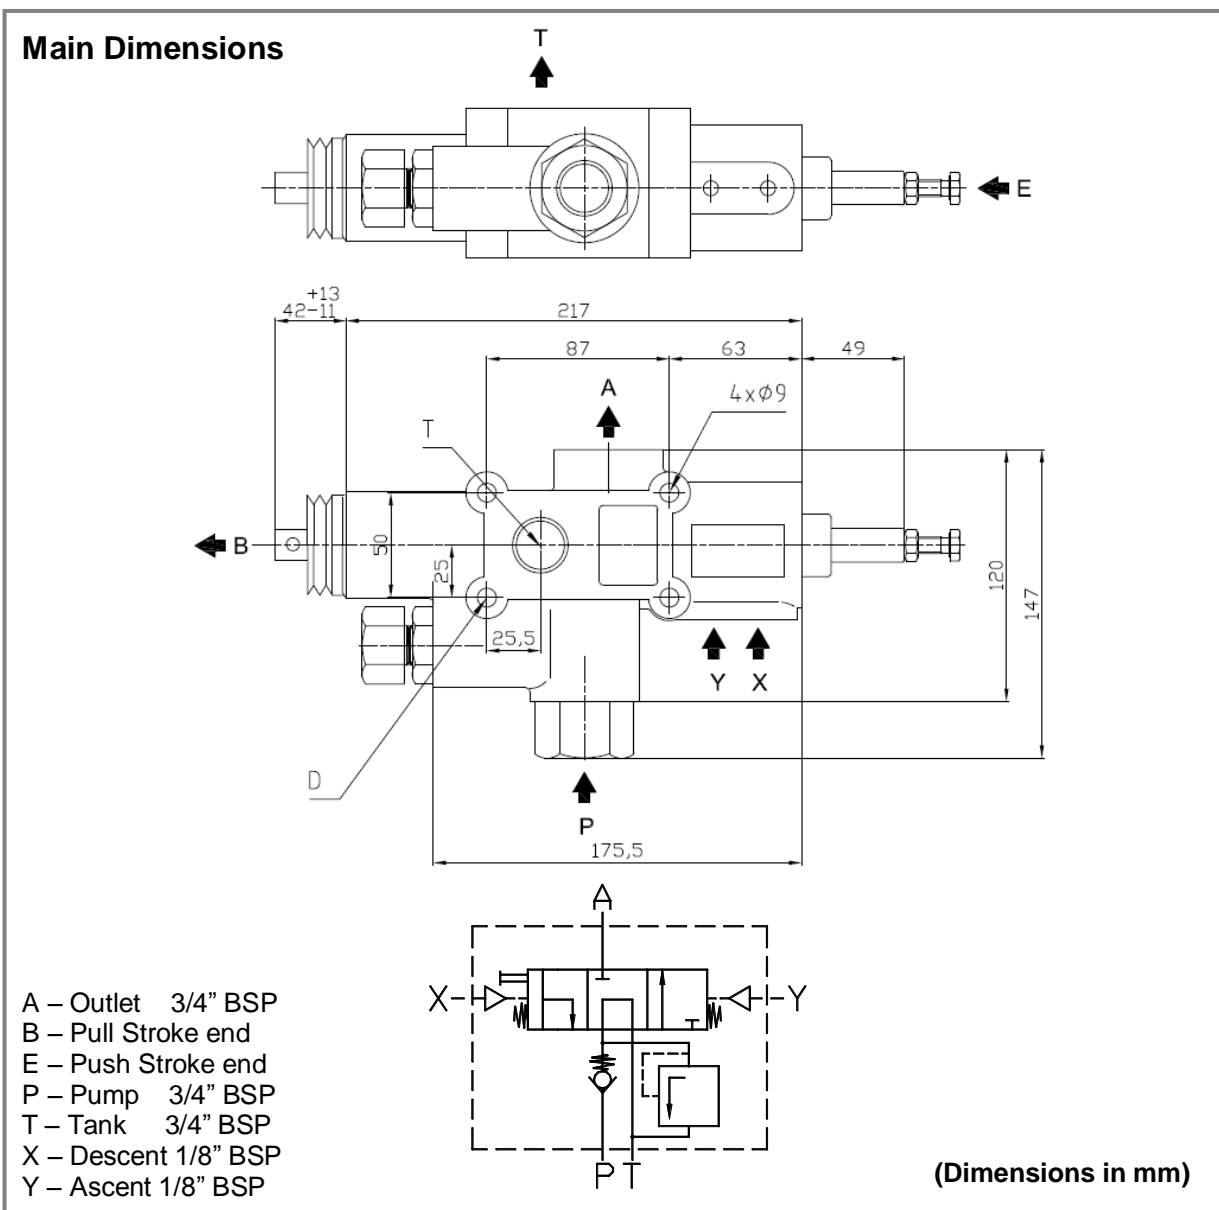 Main Dimensions
T
E
+13
42-11
217
87
63
49
A
4xØ9
T
B
50
25
120
147
25,5
Y X
D
P
175,5
A
X
Y
P T
A – Outlet 3/4” BSP
B – Pull Stroke end
E – Push Stroke end
P – Pump 3/4” BSP
T – Tank 3/4” BSP
X – Descent 1/8” BSP
Y – Ascent 1/8” BSP
(Dimensions in mm)